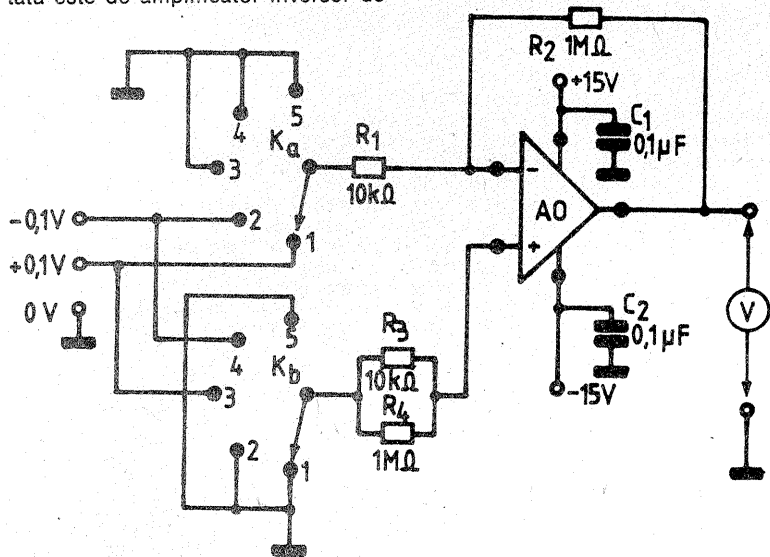 tată este de amplificator inversor de
R2 1MΩ
+15V
5
4
Ka
R1
C1
0,1µF
3
10kΩ
-
AO
+
-0,1V
2
+0,1V
1
0V
5
R3
C2
0,1µF
4
Kb
10kΩ
V
3
R4
-15V
2
1
1MΩ